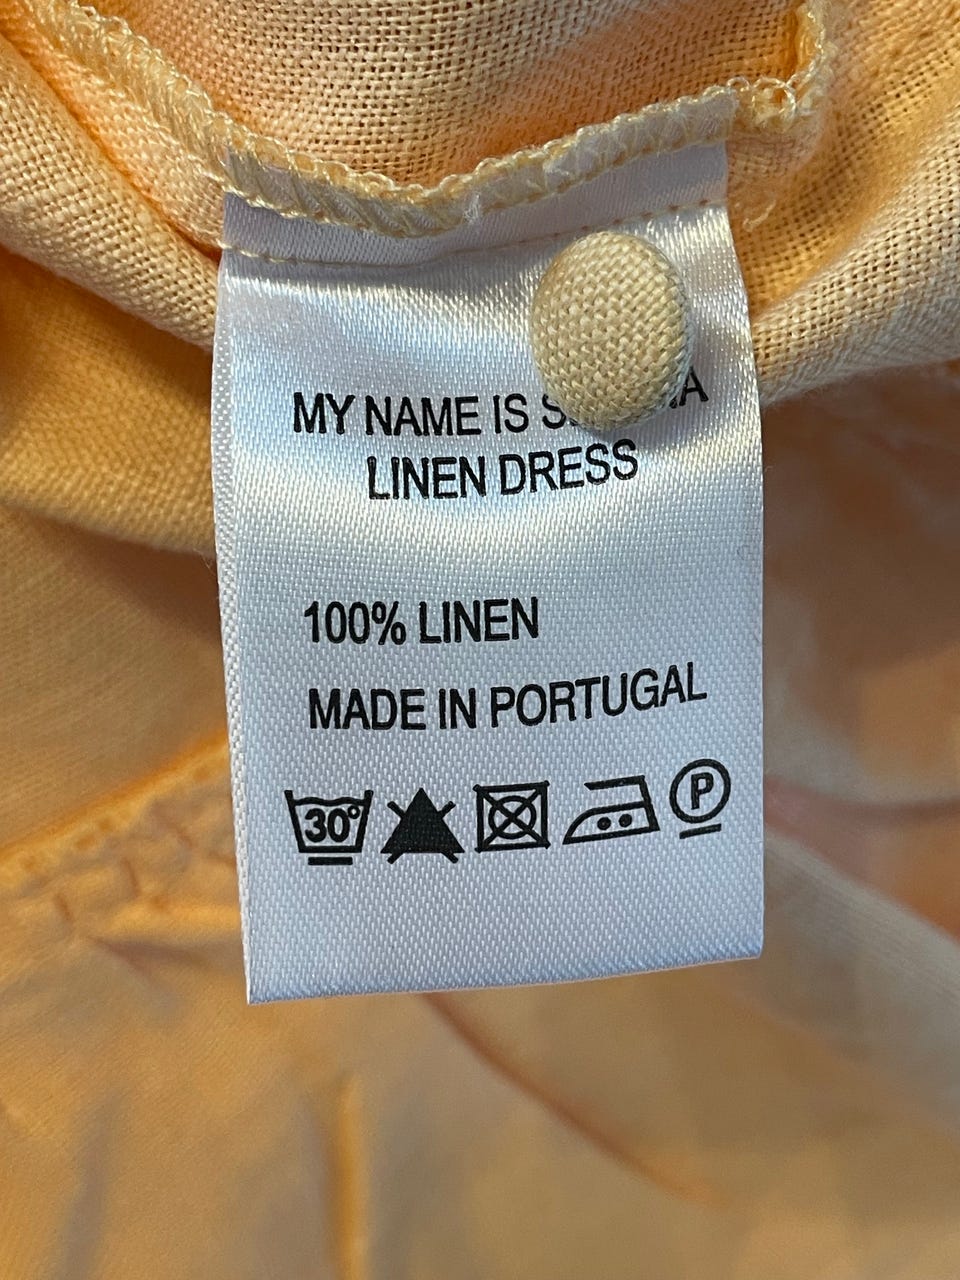 MY NAME IS
LINEN DRESS
100% LINEN
MADE IN PORTUGAL
30°
P